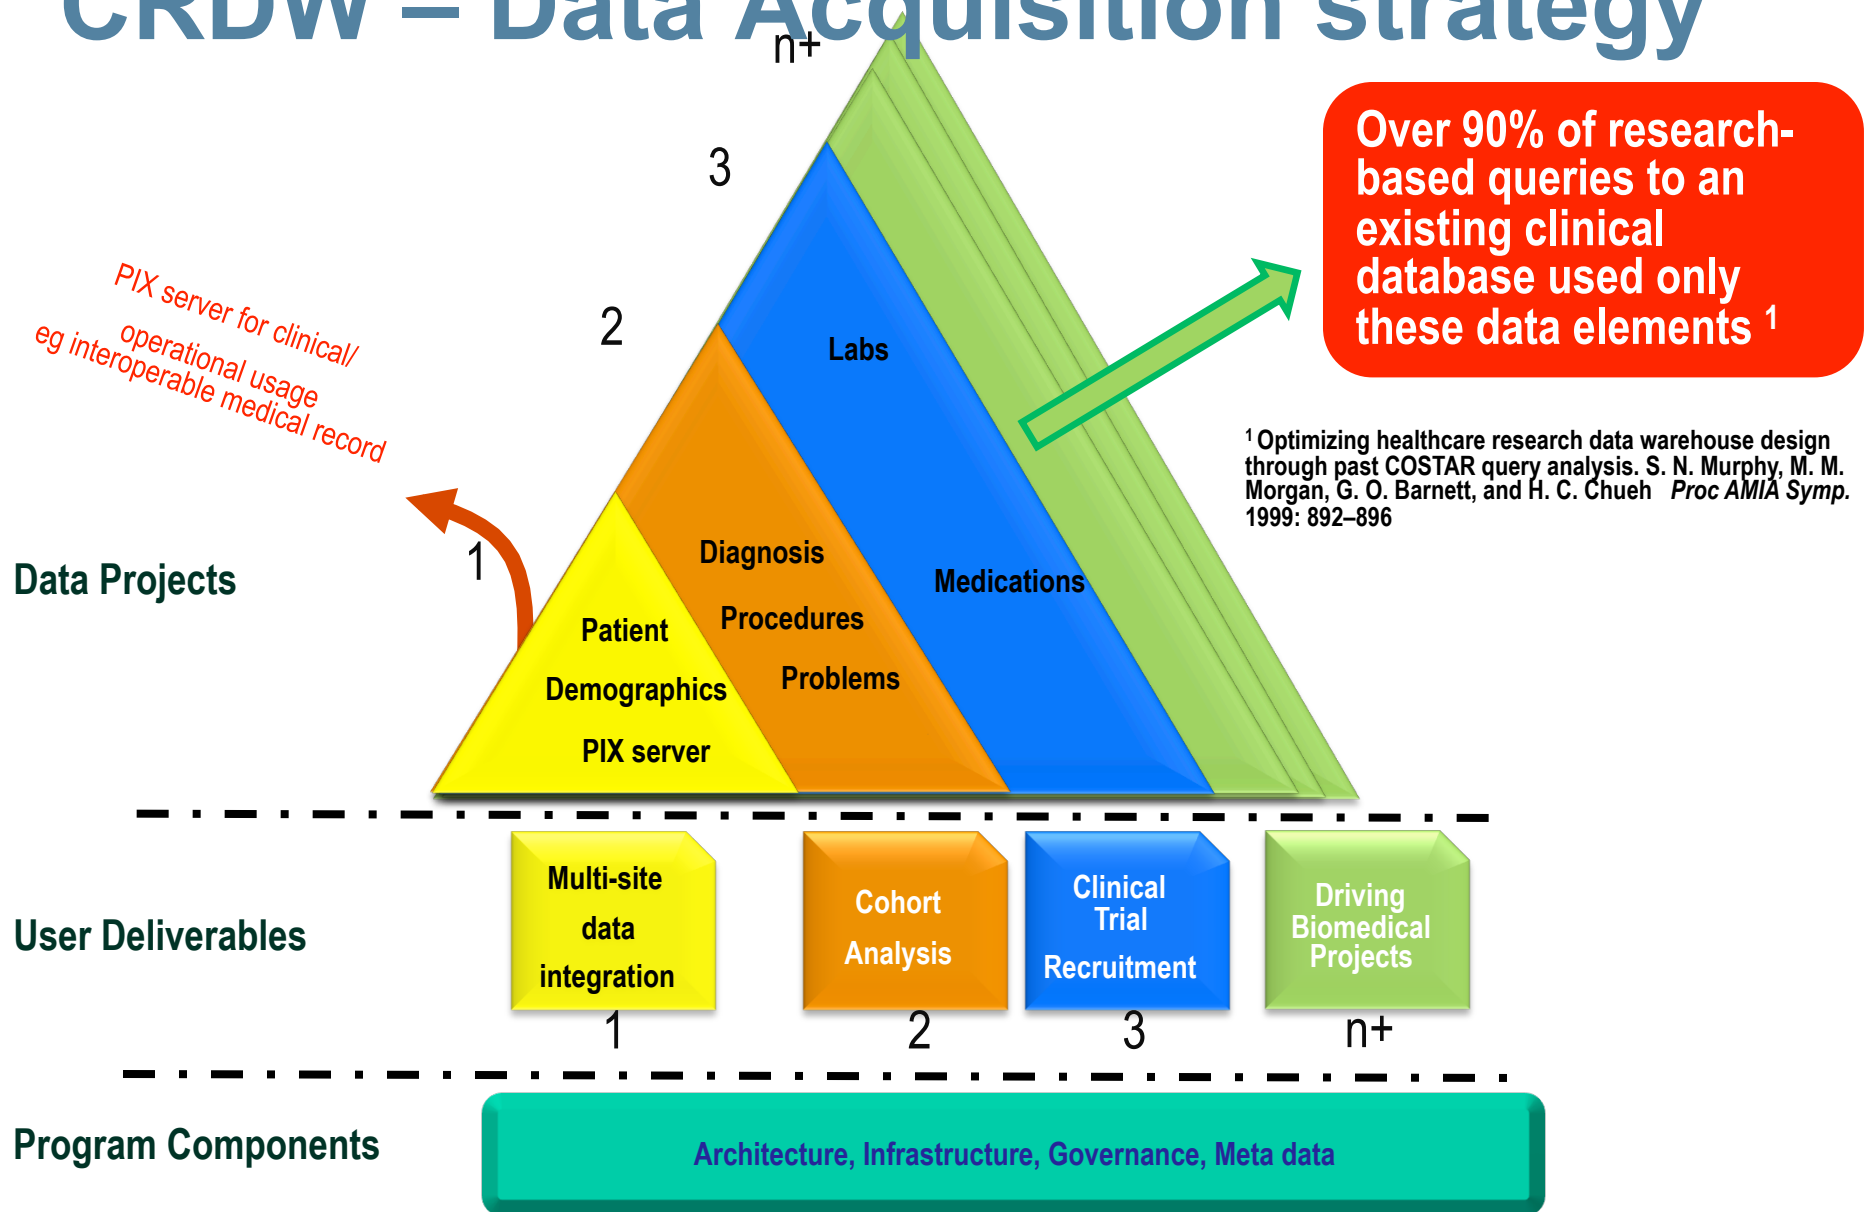 CRDW – Data Acquisition strategy
n+
3
2
1
PIX server for clinical/
operational usage
eg interoperable medical record
Over 90% of research-
based queries to an
existing clinical
database used only
these data elements 1
1 Optimizing healthcare research data warehouse design
through past COSTAR query analysis. S. N. Murphy, M. M.
Morgan, G. O. Barnett, and H. C. Chueh Proc AMIA Symp.
1999: 892–896
Data Projects
Labs
Medications
Diagnosis
Procedures
Problems
Patient
Demographics
PIX server
User Deliverables
Multi-site
data
integration
1
Cohort
Analysis
2
Clinical
Trial
Recruitment
3
Driving
Biomedical
Projects
n+
Program Components
Architecture, Infrastructure, Governance, Meta data